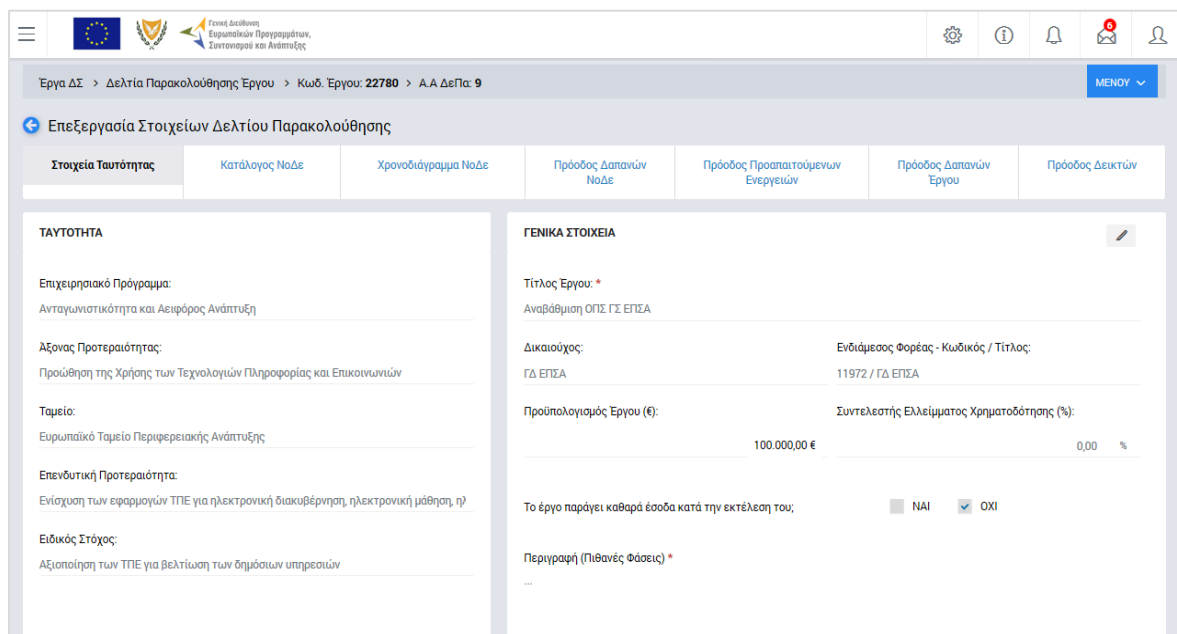 Γενική Διεύθυνση
Ευρωπαϊκών Προγραμμάτων,
Συντονισμού και Ανάπτυξης
6
Έργα ΔΣ > Δελτία Παρακολούθησης Έργου > Κωδ. Έργου: 22780 > Α.Α ΔεΠα: 9
ΜΕΝΟΥ
Επεξεργασία Στοιχείων Δελτίου Παρακολούθησης
Στοιχεία Ταυτότητας
Κατάλογος ΝοΔε
Χρονοδιάγραμμα ΝοΔε
Πρόοδος Δαπανών
ΝοΔε
Πρόοδος Προαπαιτούμενων
Ενεργειών
Πρόοδος Δαπανών
Έργου
Πρόοδος Δεικτών
ΤΑΥΤΟΤΗΤΑ
Επιχειρησιακό Πρόγραμμα:
Ανταγωνιστικότητα και Αειφόρος Ανάπτυξη
Άξονας Προτεραιότητας:
Προώθηση της Χρήσης των Τεχνολογιών Πληροφορίας και Επικοινωνιών
Ταμείο:
Ευρωπαϊκό Ταμείο Περιφερειακής Ανάπτυξης
Επενδυτική Προτεραιότητα:
Ενίσχυση των εφαρμογών ΤΠΕ για ηλεκτρονική διακυβέρνηση, ηλεκτρονική μάθηση, ηλ
Ειδικός Στόχος:
Αξιοποίηση των ΤΠΕ για βελτίωση των δημόσιων υπηρεσιών
ΓΕΝΙΚΑ ΣΤΟΙΧΕΙΑ
Τίτλος Έργου: *
Αναβάθμιση ΟΠΣ ΓΣ ΕΠΣΑ
Δικαιούχος:
ΓΔ ΕΠΣΑ
Ενδιάμεσος Φορέας - Κωδικός / Τίτλος:
11972 / ΓΔ ΕΠΣΑ
Προϋπολογισμός Έργου (€):
100.000,00 €
Συντελεστής Ελλείμματος Χρηματοδότησης (%):
0,00 %
Το έργο παράγει καθαρά έσοδα κατά την εκτέλεση του; ΝΑΙ ΟΧΙ
Περιγραφή (Πιθανές Φάσεις) *
...